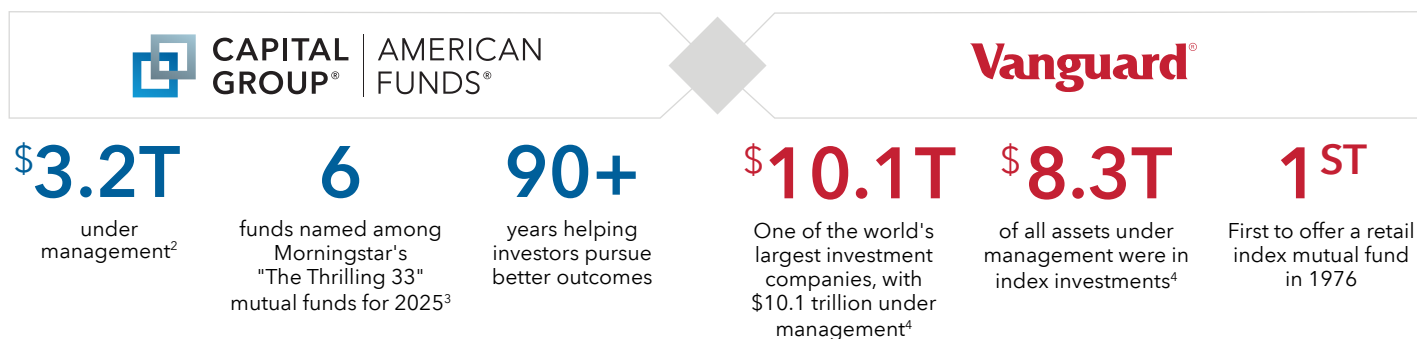 CAPITAL GROUP® | AMERICAN FUNDS®
Vanguard®
$3.2T
under
management2
6
funds named among
Morningstar's
"The Thrilling 33"
mutual funds for 20253
90+
years helping
investors pursue
better outcomes
$10.1T
One of the world's
largest investment
companies, with
$10.1 trillion under
management4
$8.3T
of all assets under
management were in
index investments4
1ST
First to offer a retail
index mutual fund
in 1976